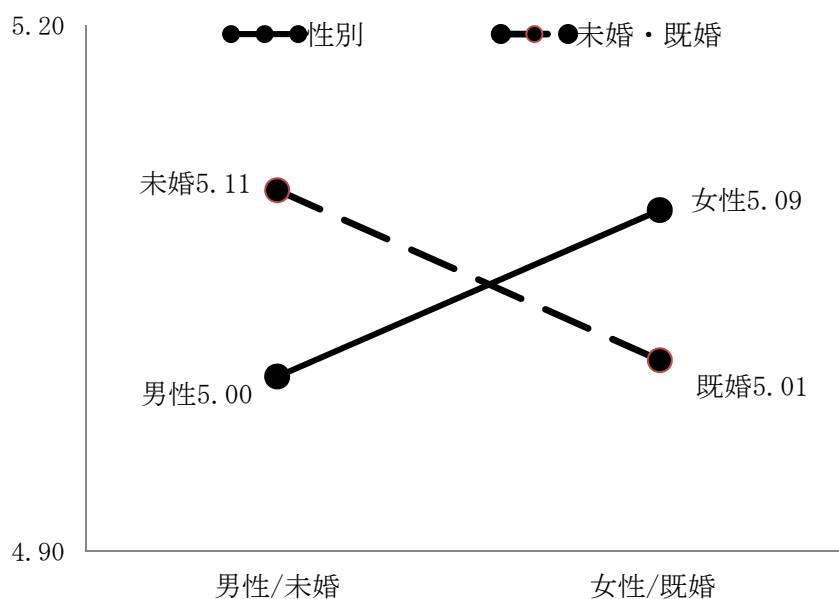 5.20
性別
未婚・既婚
未婚5.11
女性5.09
男性5.00
既婚5.01
4.90
男性/未婚
女性/既婚